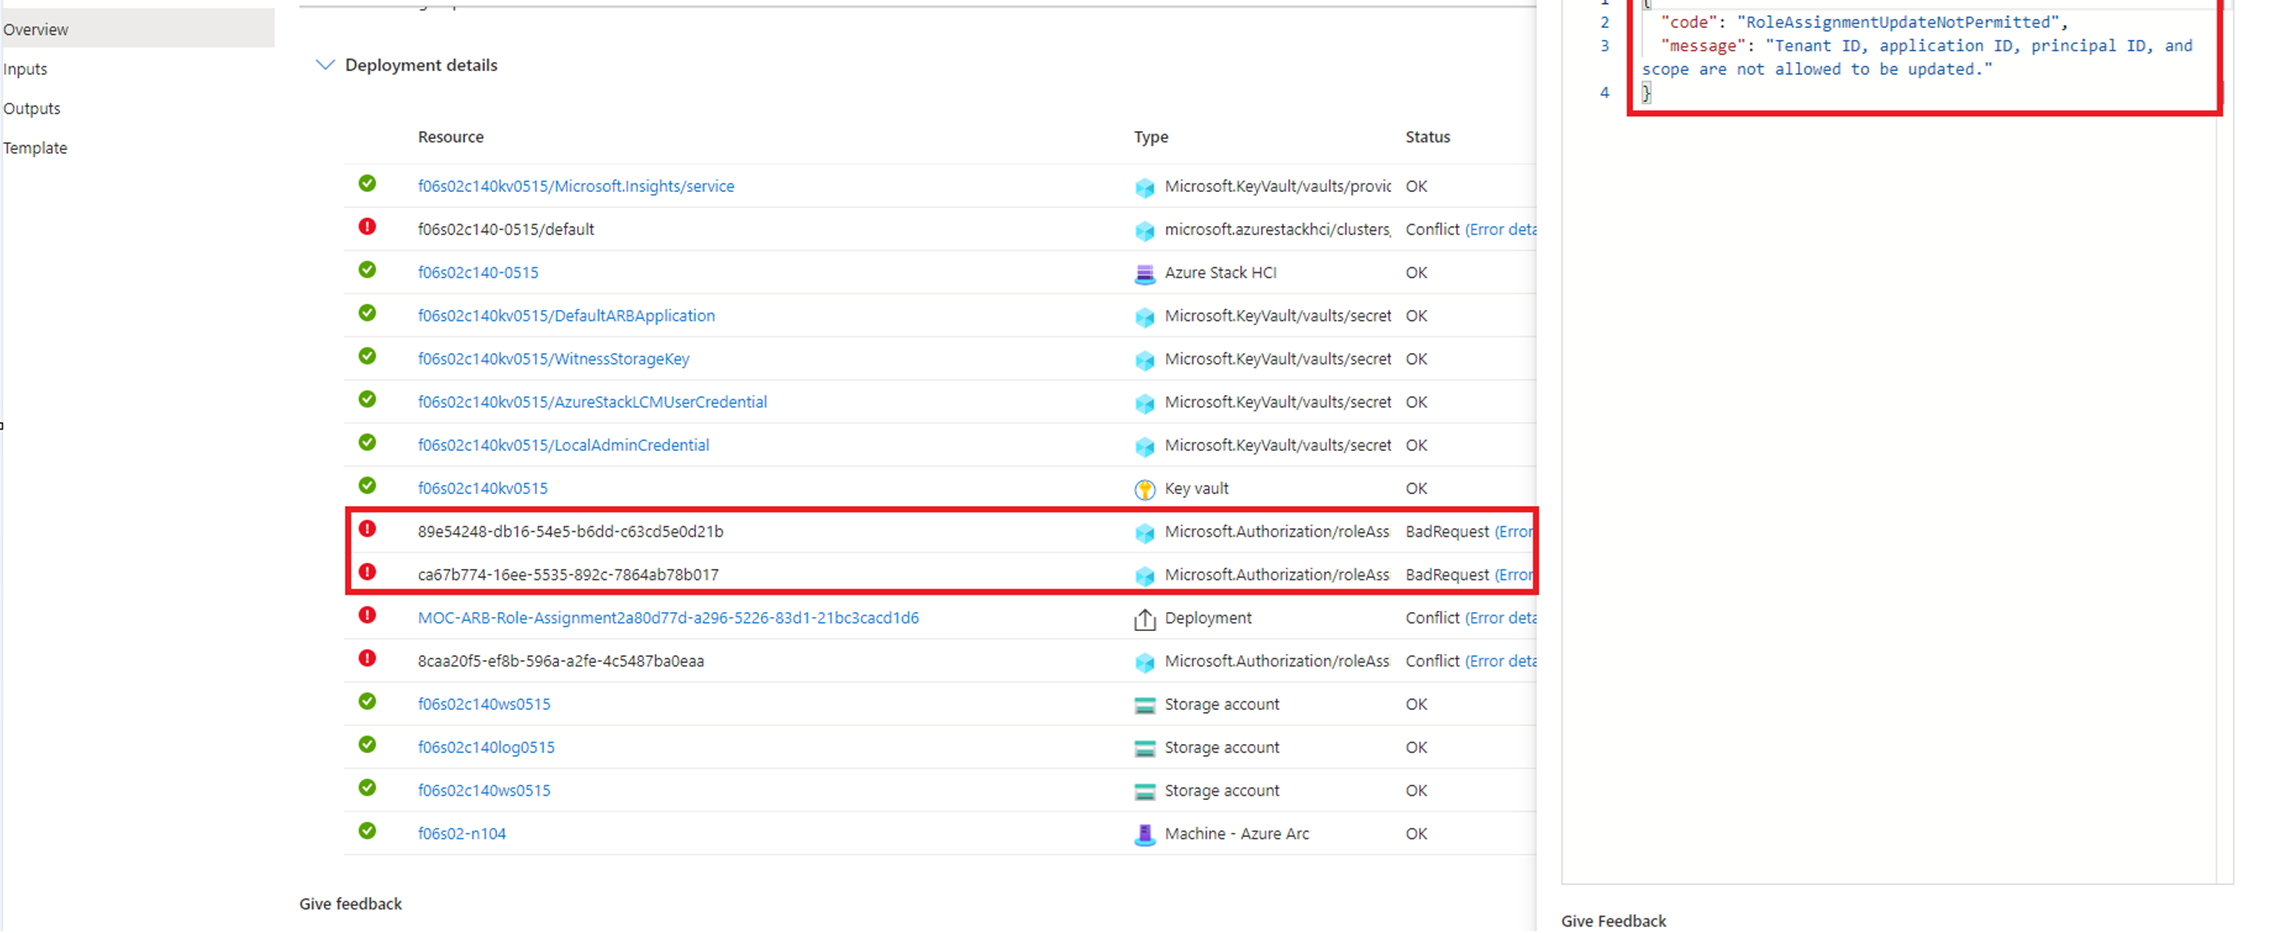 Overview
Inputs
Outputs
Template
Deployment details
Resource Type Status
f06s02c140kv0515/Microsoft.Insights/service Microsoft.KeyVault/vaults/provic OK
f06s02c140-0515/default microsoft.azurestackhci/clusters, Conflict (Error deta
f06s02c140-0515 Azure Stack HCI OK
f06s02c140kv0515/DefaultARBApplication Microsoft.KeyVault/vaults/secret OK
f06s02c140kv0515/WitnessStorageKey Microsoft.KeyVault/vaults/secret OK
f06s02c140kv0515/AzureStackLCMUserCredential Microsoft.KeyVault/vaults/secret OK
f06s02c140kv0515/LocalAdminCredential Microsoft.KeyVault/vaults/secret OK
f06s02c140kv0515 Key vault OK
89e54248-db16-54e5-b6dd-c63cd5e0d21b Microsoft.Authorization/roleAss BadRequest (Error
ca67b774-16ee-5535-892c-7864ab78b017 Microsoft.Authorization/roleAss BadRequest (Error
MOC-ARB-Role-Assignment2a80d77d-a296-5226-83d1-21bc3cacd1d6 Deployment Conflict (Error deta
8caa20f5-ef8b-596a-a2fe-4c5487ba0eaa Microsoft.Authorization/roleAss Conflict (Error deta
f06s02c140ws0515 Storage account OK
f06s02c140log0515 Storage account OK
f06s02c140ws0515 Storage account OK
f06s02-n104 Machine - Azure Arc OK
Give feedback
1 {
2 "code": "RoleAssignmentUpdateNotPermitted",
3 "message": "Tenant ID, application ID, principal ID, and
scope are not allowed to be updated."
4 }
Give Feedback